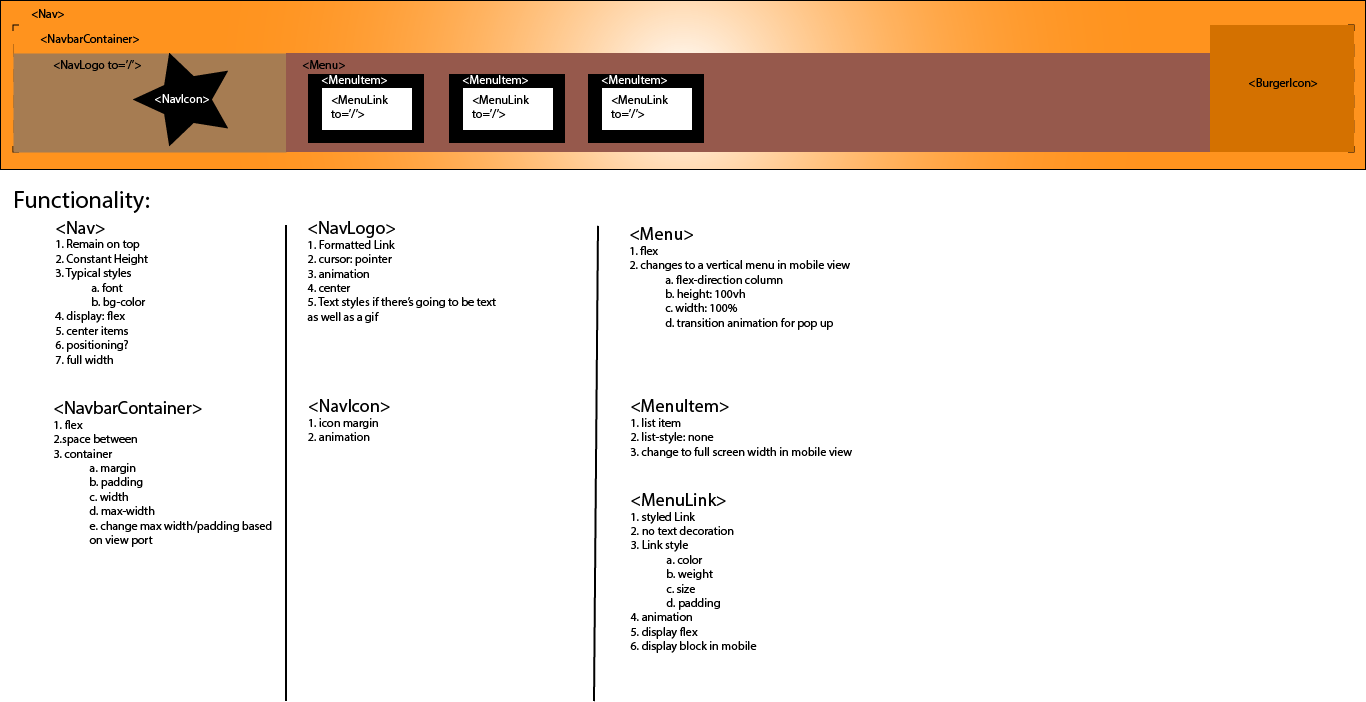 <Nav>
<NavbarContainer>
<NavLogo to='/'>
<NavIcon>
<Menu>
<MenuItem>
<MenuLink
to='/'>
<MenuItem>
<MenuLink
to='/'>
<MenuItem>
<MenuLink
to='/'>
<BurgerIcon>
Functionality:
<Nav>
1. Remain on top
2. Constant Height
3. Typical styles
a. font
b. bg-color
4. display: flex
5. center items
6. positioning?
7. full width
<NavbarContainer>
1. flex
2.space between
3. container
a. margin
b. padding
c. width
d. max-width
e. change max width/padding based
on view port
<NavLogo>
1. Formatted Link
2. cursor: pointer
3. animation
4. center
5. Text styles if there's going to be text
as well as a gif
<NavIcon>
1. icon margin
2. animation
<Menu>
1. flex
2. changes to a vertical menu in mobile view
a. flex-direction column
b. height: 100vh
c. width: 100%
d. transition animation for pop up
<MenuItem>
1. list item
2. list-style: none
3. change to full screen width in mobile view
<MenuLink>
1. styled Link
2. no text decoration
3. Link style
a. color
b. weight
c. size
d. padding
4. animation
5. display flex
6. display block in mobile